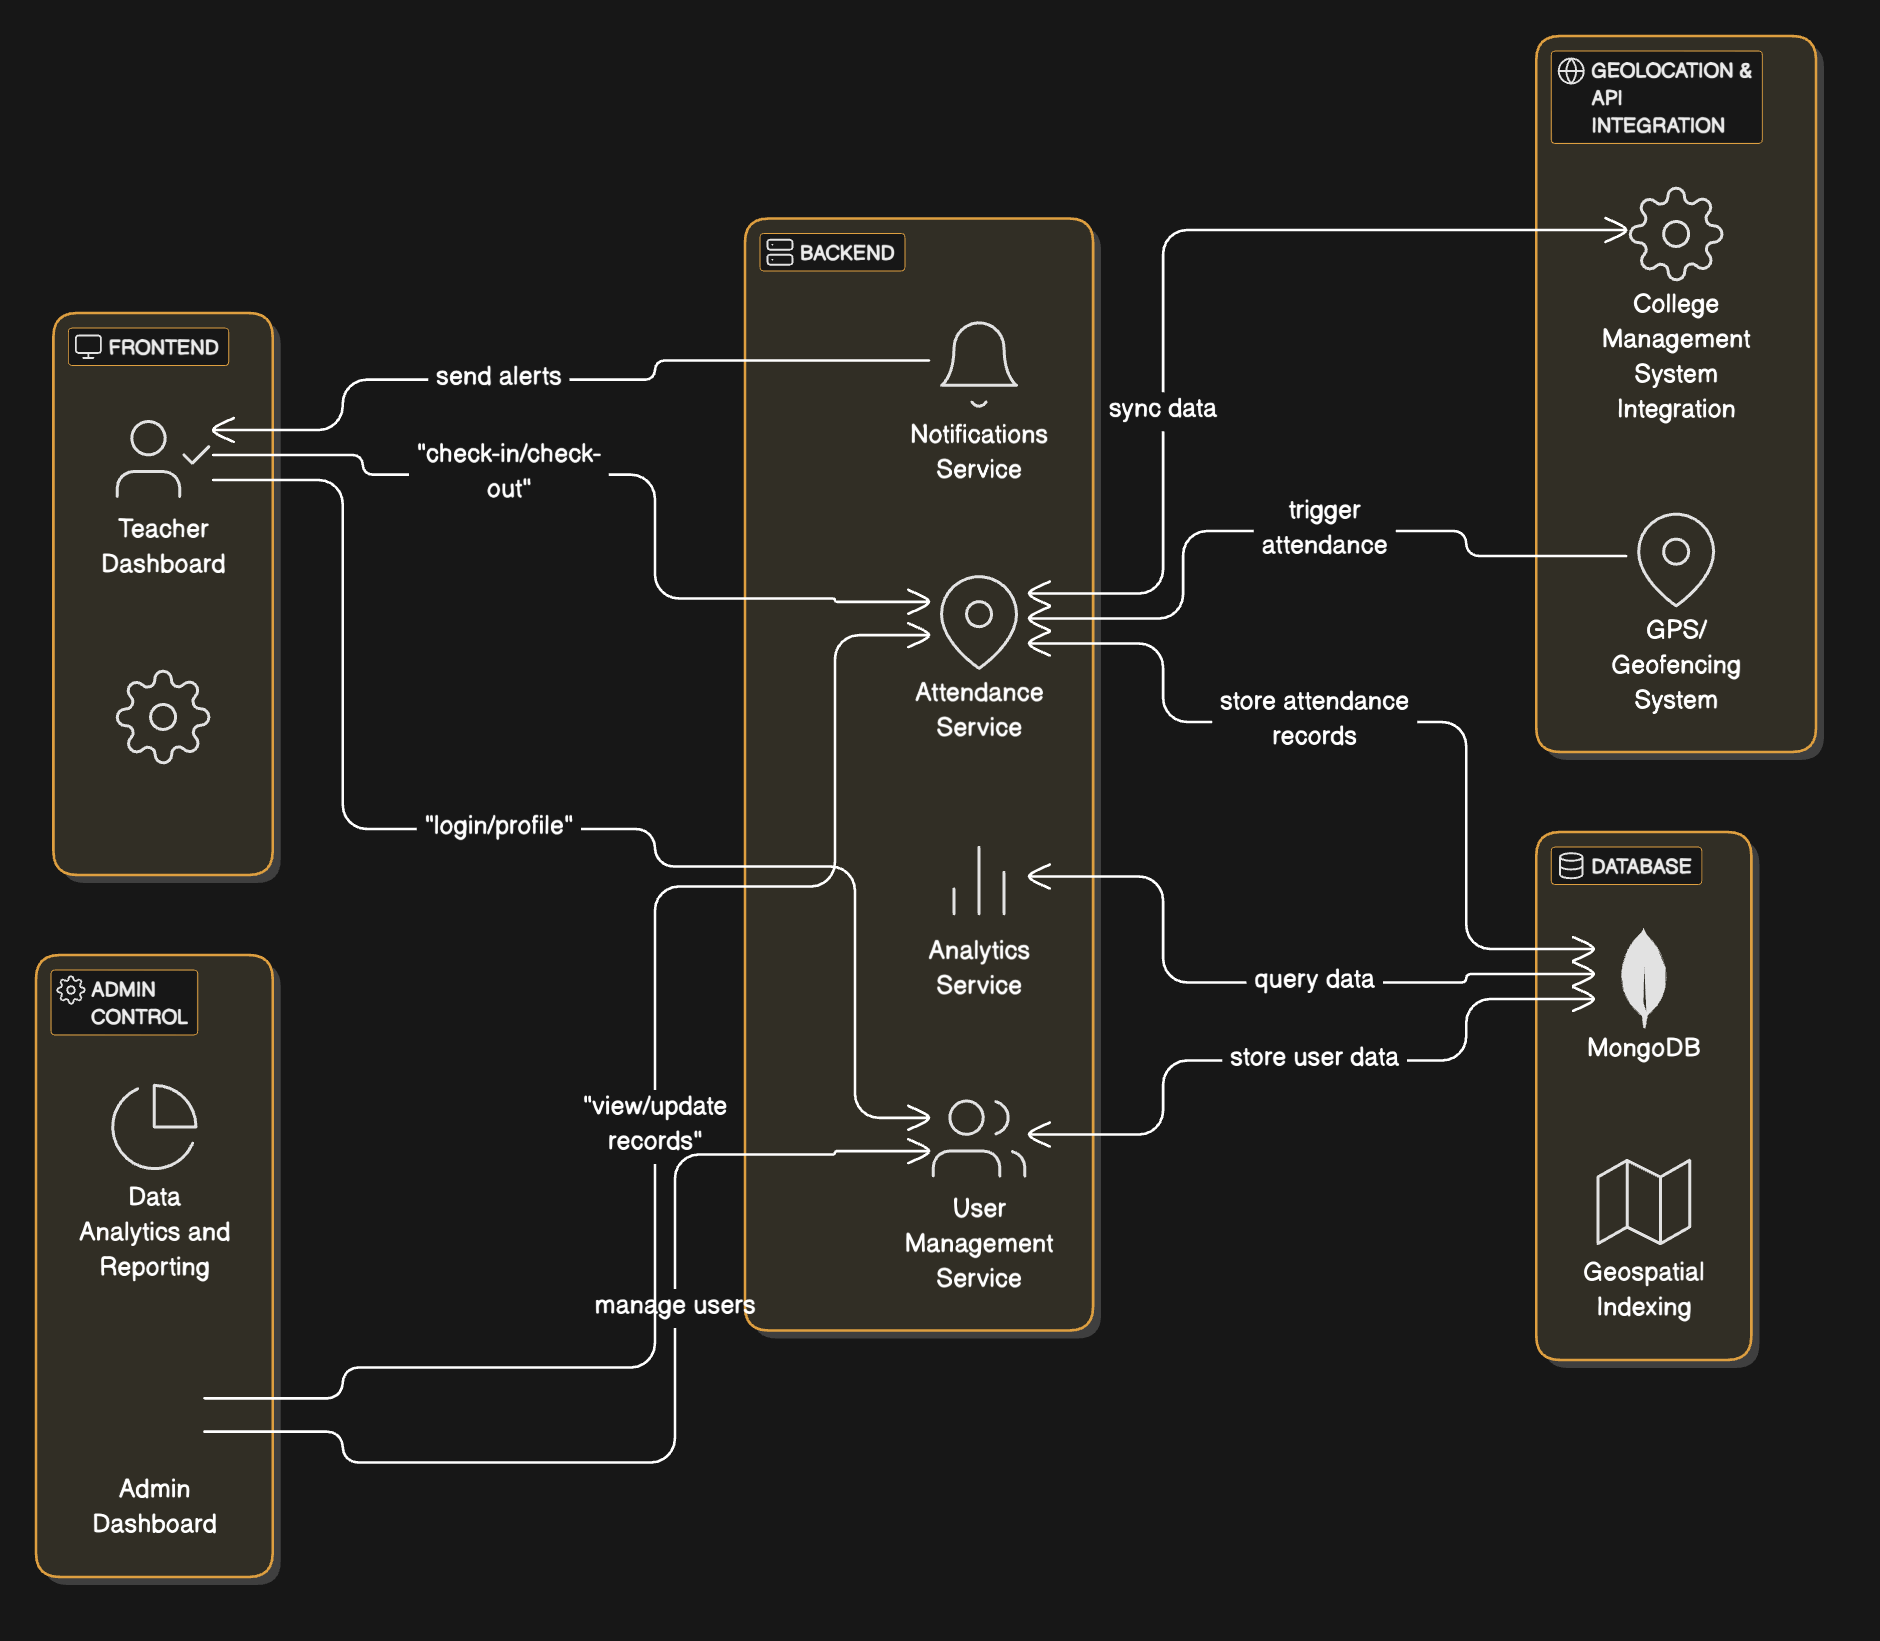 GEOLOCATION &
API
INTEGRATION
College
Management
System
Integration
GPS/
Geofencing
System
BACKEND
Notifications
Service
Attendance
Service
Analytics
Service
User
Management
Service
FRONTEND
Teacher
Dashboard
send alerts
"check-in/check-
out"
"login/profile"
sync data
trigger
attendance
store attendance
records
query data
store user data
DATABASE
MongoDB
Geospatial
Indexing
ADMIN
CONTROL
Data
Analytics and
Reporting
Admin
Dashboard
"view/update
records"
manage users